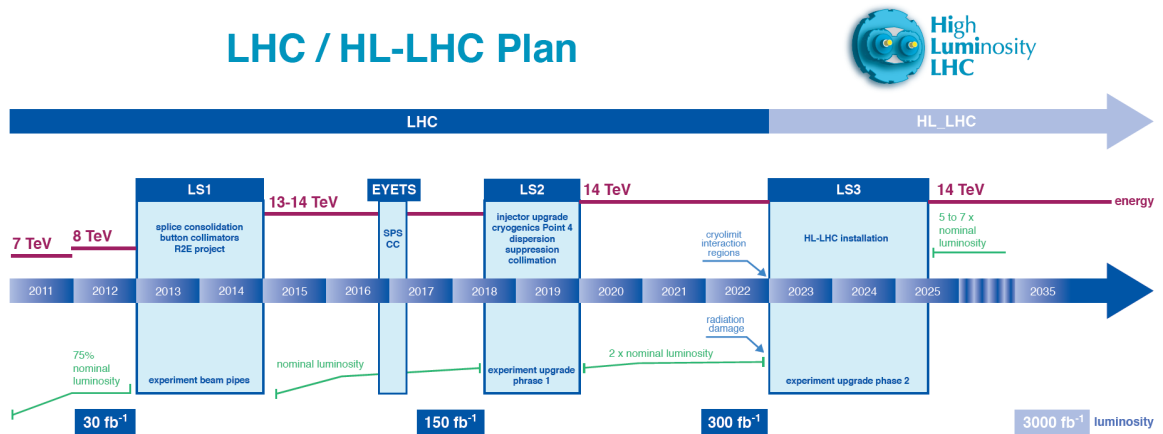 LHC / HL-LHC Plan
High
Luminosity
LHC
LHC
HL_LHC
LS1
EYETS
LS2
14 TeV
LS3
14 TeV
energy
13-14 TeV
7 TeV
8 TeV
splice consolidation
button collimators
R2E project
SPS
CC
injector upgrade
cryogenics Point 4
dispersion
suppression
collimation
cryolimit
interaction
regions
HL-LHC installation
5 to 7 x
nominal
luminosity
2011 2012 2013 2014 2015 2016 2017 2018 2019 2020 2021 2022 2023 2024 2025 2035
radiation
damage
75%
nominal
luminosity
experiment beam pipes
nominal luminosity
experiment upgrade
phrase 1
2 x nominal luminosity
experiment upgrade phase 2
30 fb⁻¹
150 fb⁻¹
300 fb⁻¹
3000 fb⁻¹
luminosity